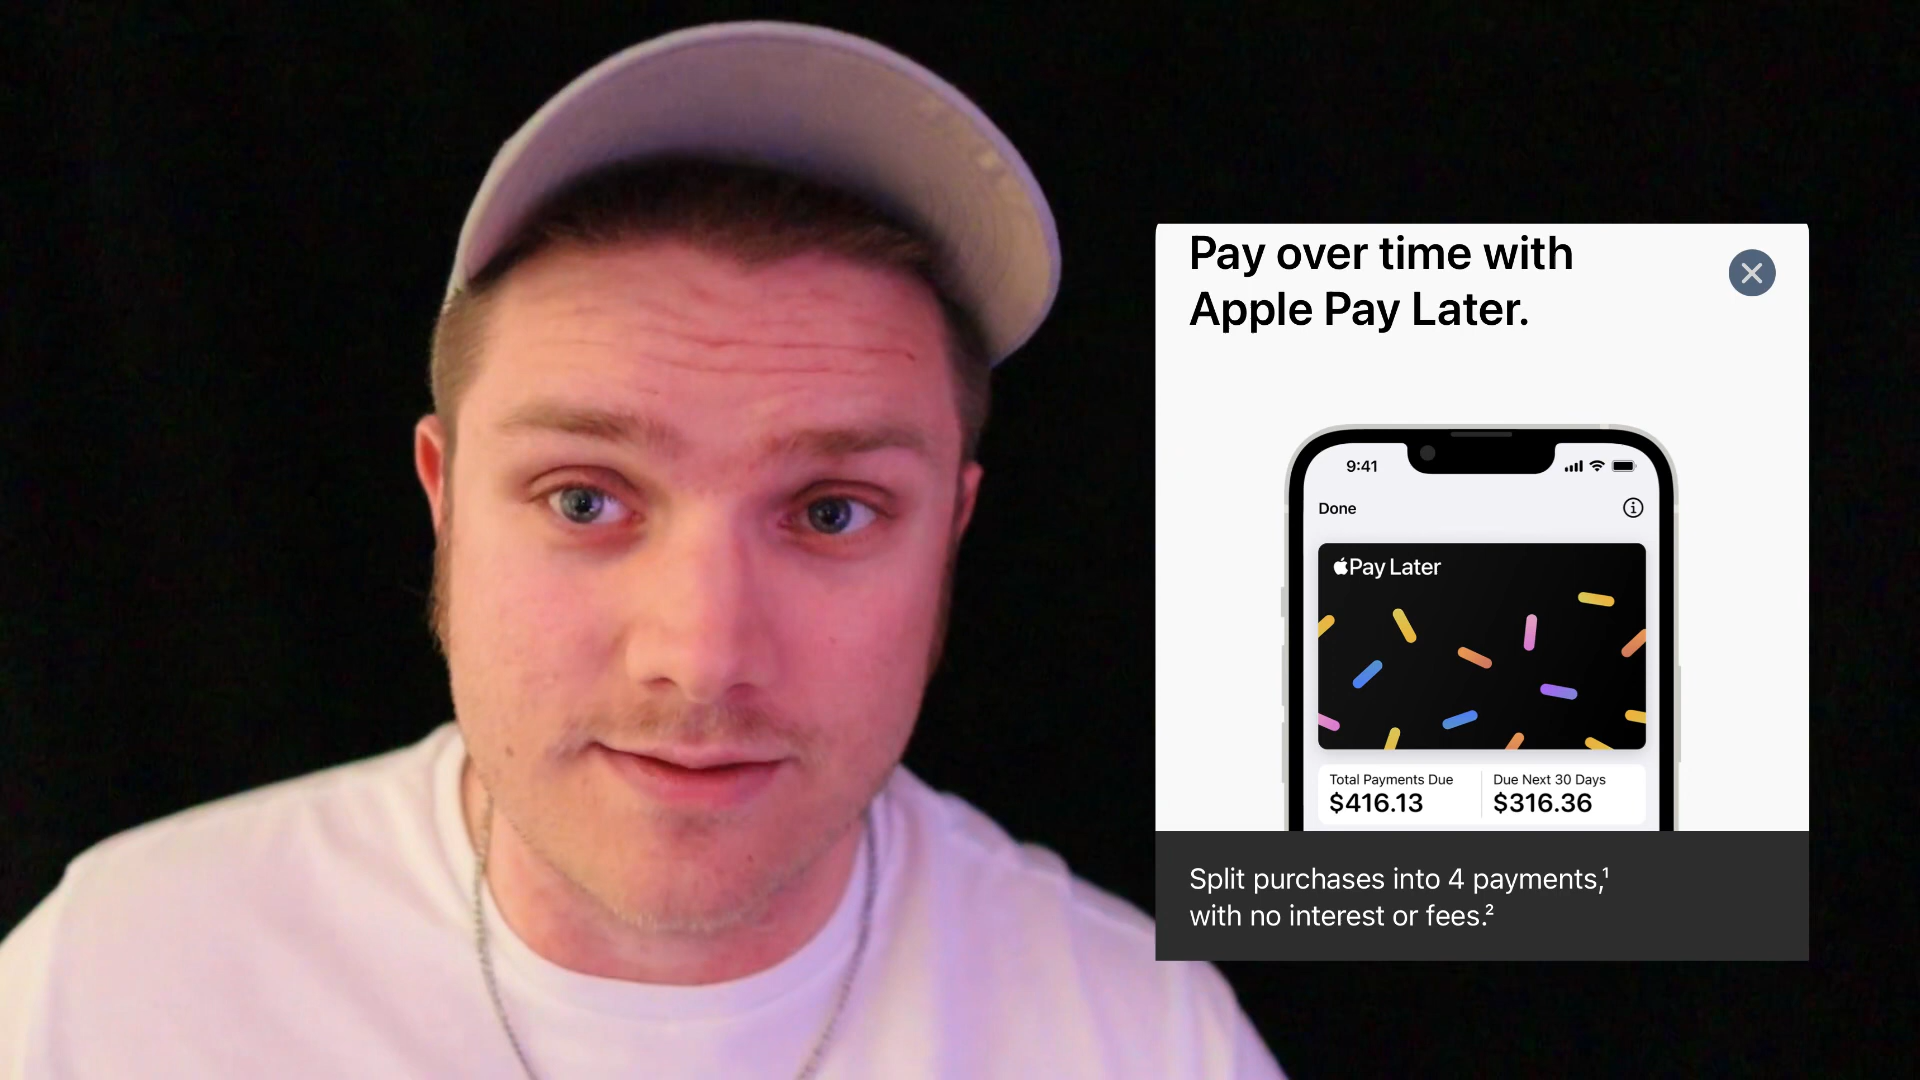 Pay over time with
Apple Pay Later.
9:41
Done
Pay Later
Total Payments Due
$416.13
Due Next 30 Days
$316.36
Split purchases into 4 payments,¹
with no interest or fees.²